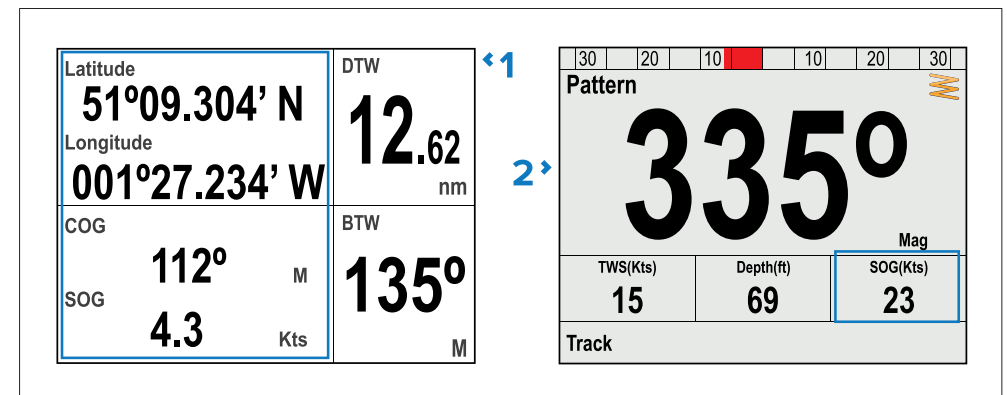 Latitude
51º09.304’ N
Longitude
001º27.234’ W
COG
112º M
SOG
4.3 Kts
DTW
12.62
nm
BTW
135º
M
1
2
30 20 10 10 20 30
Pattern
335º
Mag
TWS(Kts) Depth(ft) SOG(Kts)
15 69 23
Track